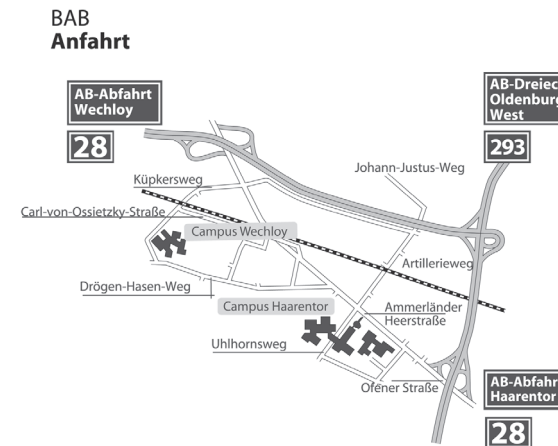 BAB
Anfahrt
AB-Abfahrt
Wechloy
28
AB-Dreiec
Oldenburg
West
293
Johann-Justus-Weg
Küpkersweg
Carl-von-Ossietzky-Straße
Campus Wechloy
Artillerieweg
Drögen-Hasen-Weg
Campus Haarentor
Ammerländer
Heerstraße
Uhlhornsweg
Ofener Straße
AB-Abfahr
Haarentor
28